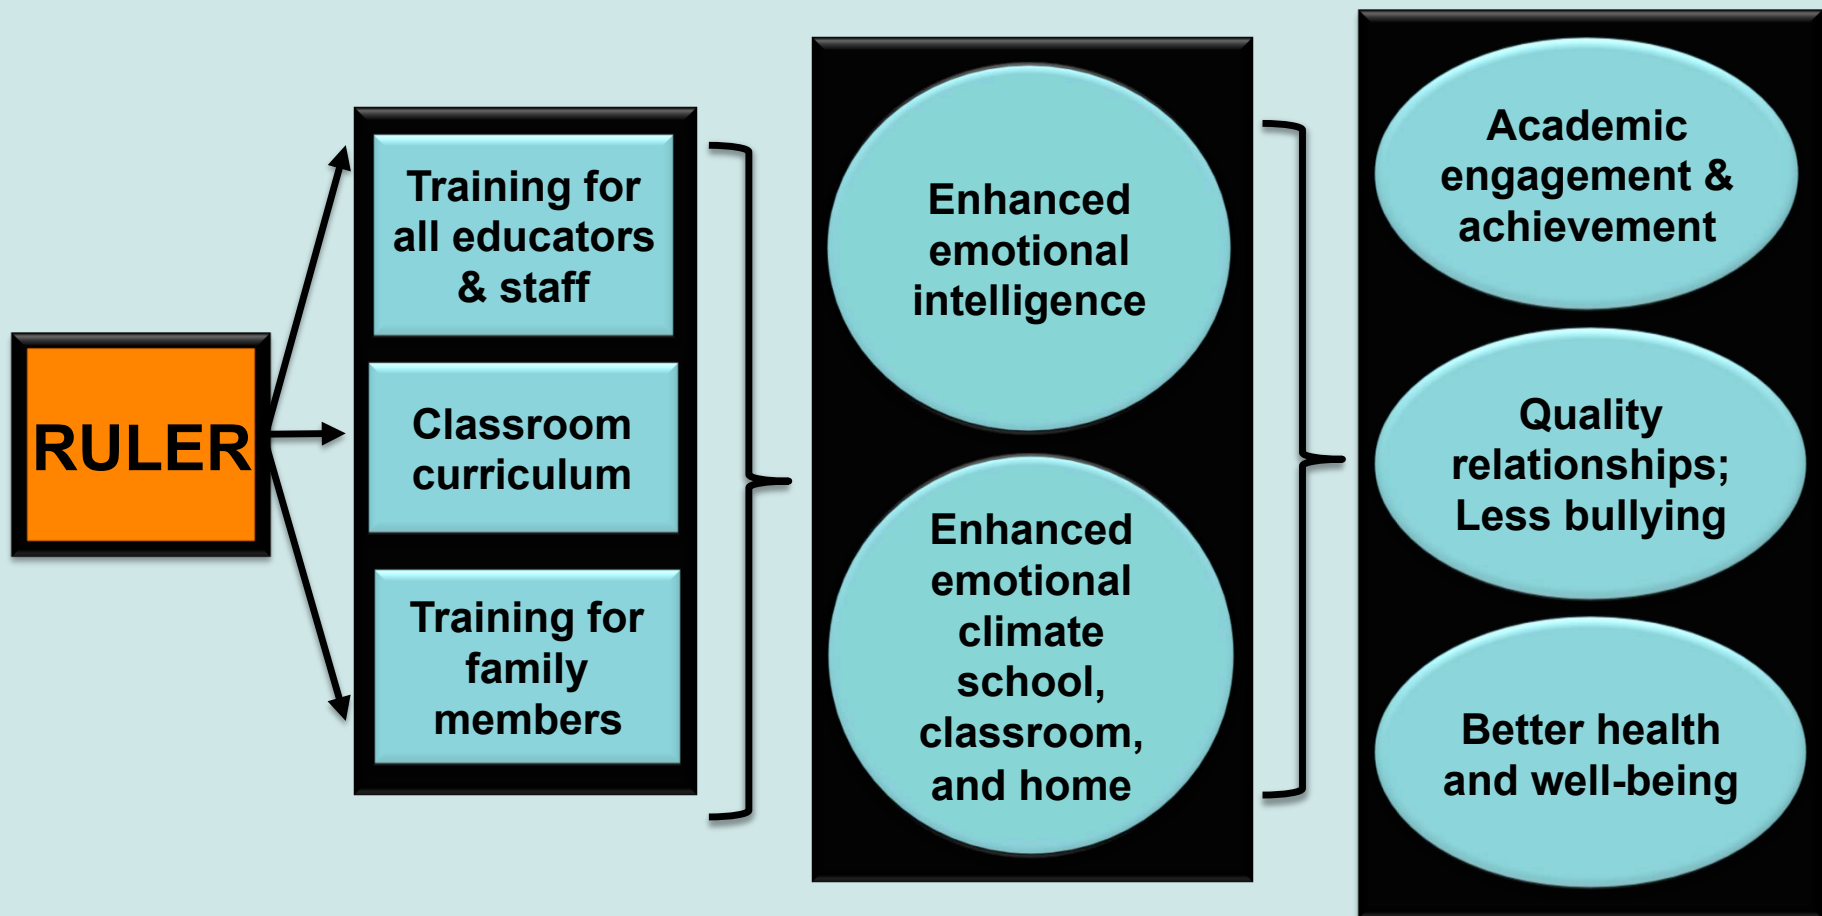 RULER
Training for
all educators
& staff
Classroom
curriculum
Training for
family
members
Enhanced
emotional
intelligence
Enhanced
emotional
climate
school,
classroom,
and home
Academic
engagement &
achievement
Quality
relationships;
Less bullying
Better health
and well-being